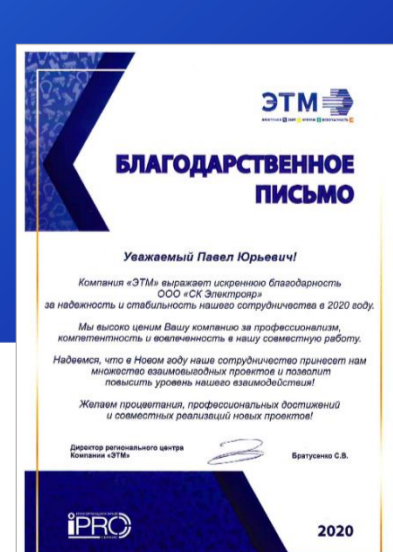 ЭТМ
БЛАГОДАРСТВЕННОЕ
ПИСЬМО
Уважаемый Павел Юрьевич!
Компания «ЭТМ» выражает искреннюю благодарность
ООО «СК Электрояр»
за надежность и стабильность нашего сотрудничества в 2020 году.
Мы высоко ценим Вашу компанию за профессионализм,
компетентность и вовлеченность в нашу совместную работу.
Надеемся, что в Новом году наше сотрудничество принесет нам
множество взаимовыгодных проектов и позволит
повысить уровень нашего взаимодействия!
Желаем процветания, профессиональных достижений
и совместных реализаций новых проектов!
Директор регионального центра
Компании «ЭТМ»
Братусенко С.В.
iPRO
2020